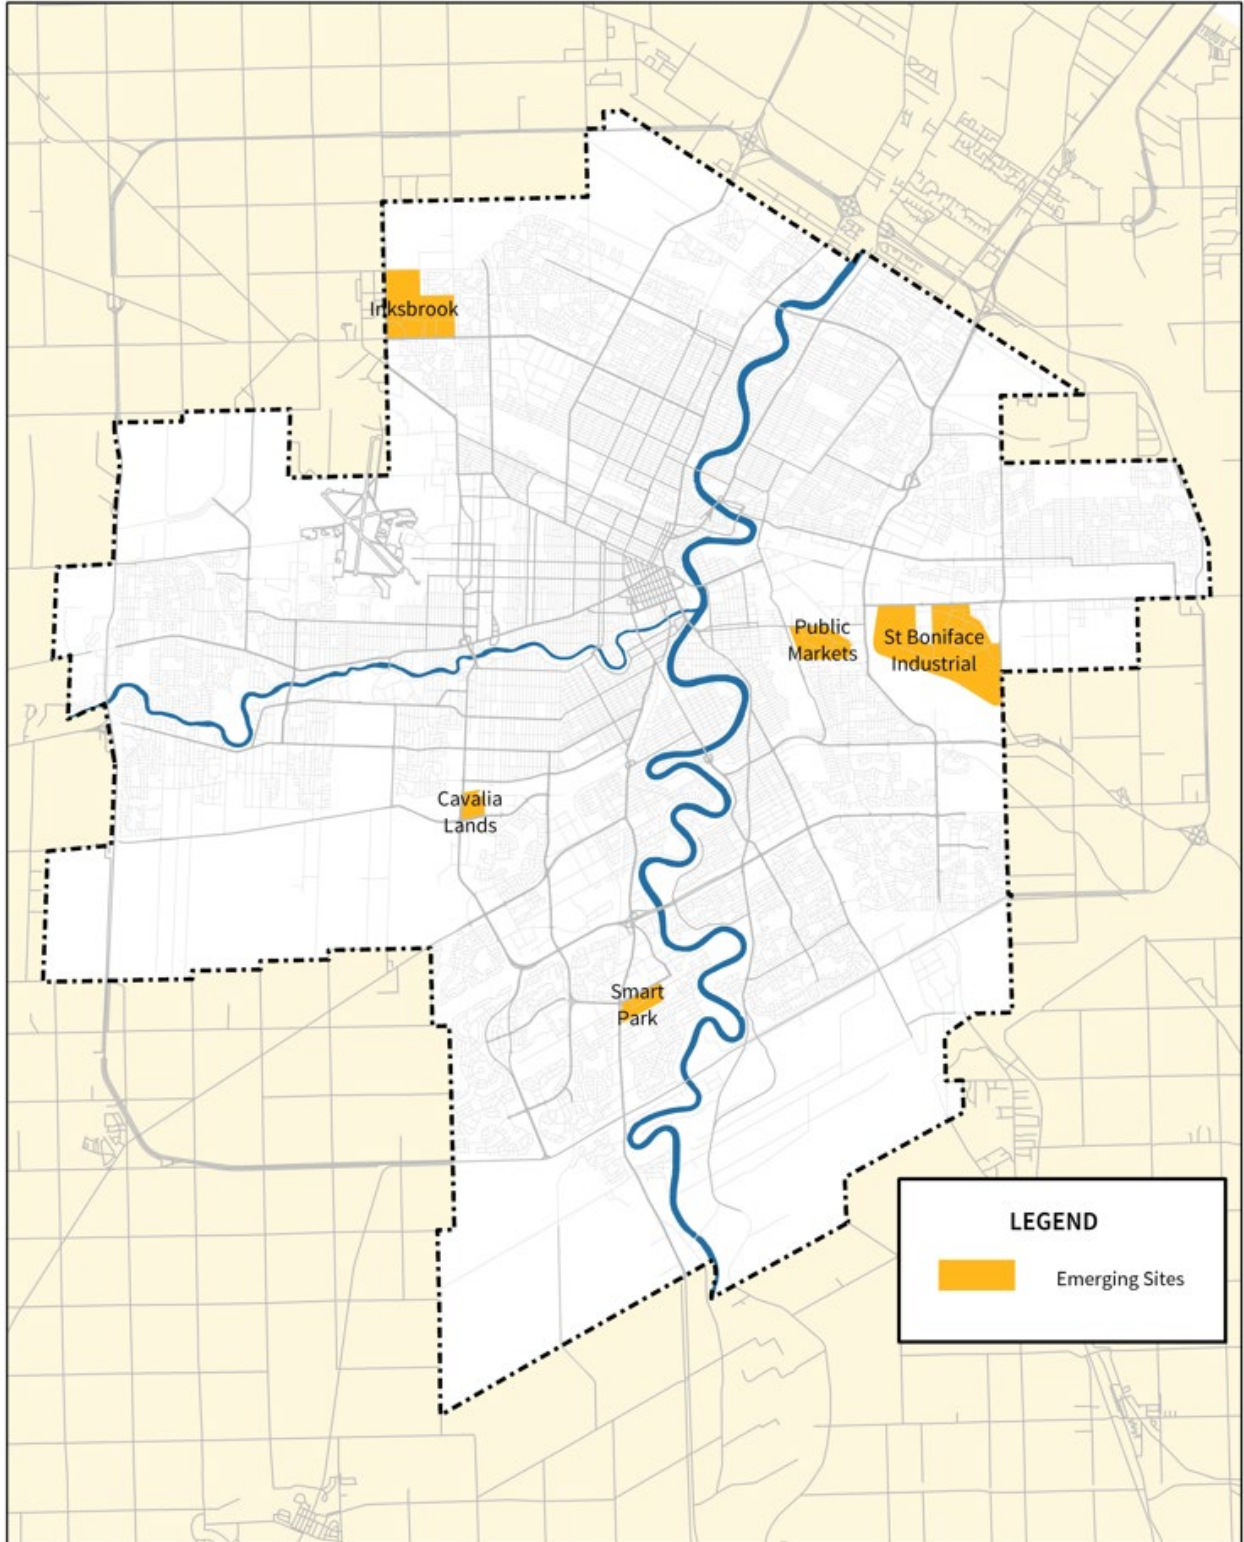 Inksbrook
Public
Markets
St Boniface
Industrial
Cavalia
Lands
Smart
Park
LEGEND
Emerging Sites